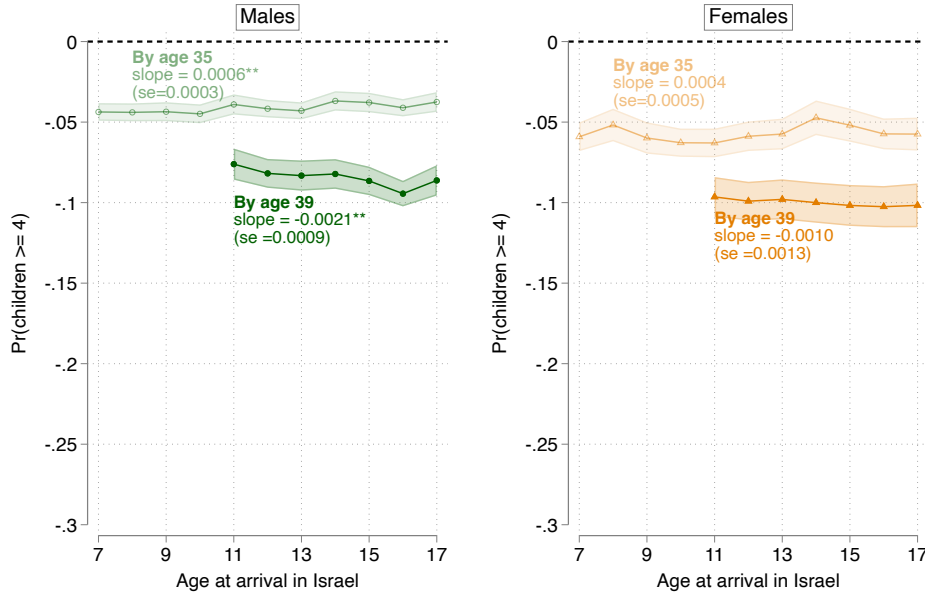 Males
Pr(children >= 4)
0
-.05
-.1
-.15
-.2
-.25
-.3
By age 35
slope = 0.0006**
(se=0.0003)
By age 39
slope = -0.0021**
(se =0.0009)
7 9 11 13 15 17
Age at arrival in Israel
Females
Pr(children >= 4)
0
-.05
-.1
-.15
-.2
-.25
-.3
By age 35
slope = 0.0004
(se=0.0005)
By age 39
slope = -0.0010
(se =0.0013)
7 9 11 13 15 17
Age at arrival in Israel